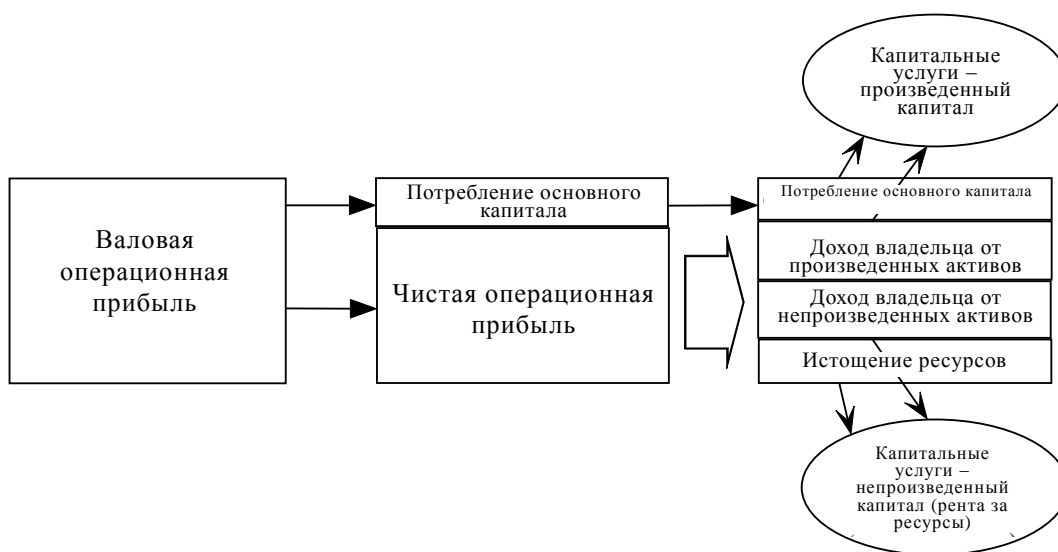 Капитальные
услуги –
произведенный
капитал
Валовая
операционная
прибыль
Потребление основного
капитала
Чистая операционная
прибыль
Потребление основного капитала
Доход владельца от
произведенных активов
Доход владельца от
непроизведенных активов
Истощение ресурсов
Капитальные
услуги –
непроизведенный
капитал (рента за
ресурсы)